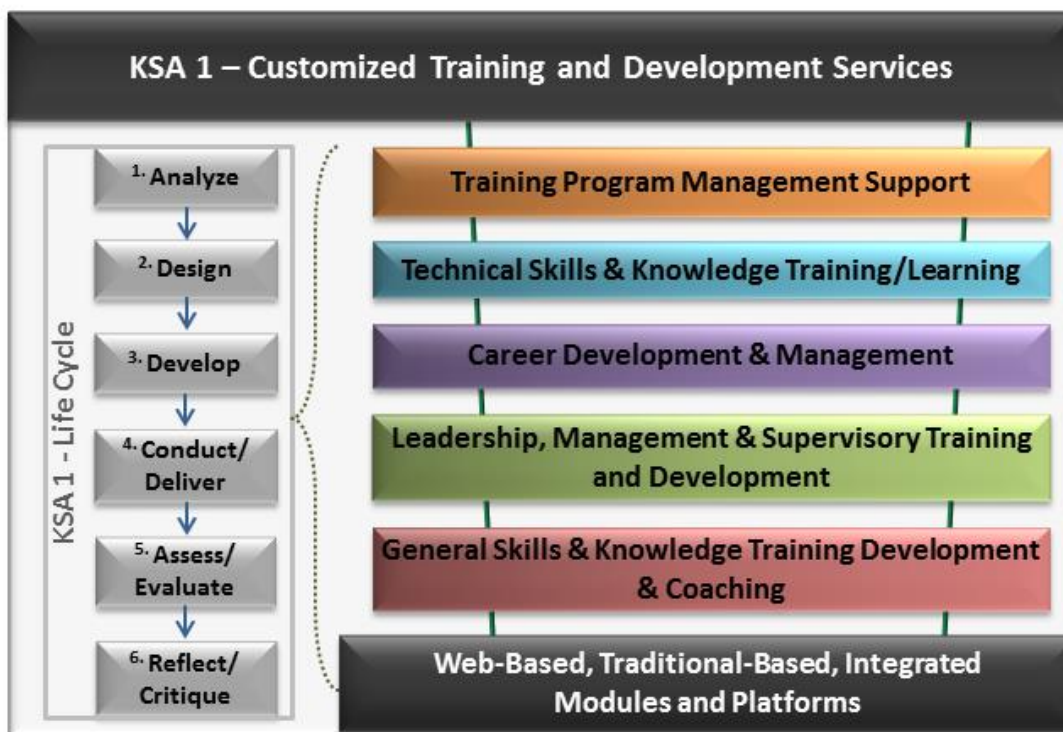 KSA 1 – Customized Training and Development Services
KSA 1 - Life Cycle
1. Analyze
2. Design
3. Develop
4. Conduct/
Deliver
5. Assess/
Evaluate
6. Reflect/
Critique
Training Program Management Support
Technical Skills & Knowledge Training/Learning
Career Development & Management
Leadership, Management & Supervisory Training
and Development
General Skills & Knowledge Training Development
& Coaching
Web-Based, Traditional-Based, Integrated
Modules and Platforms